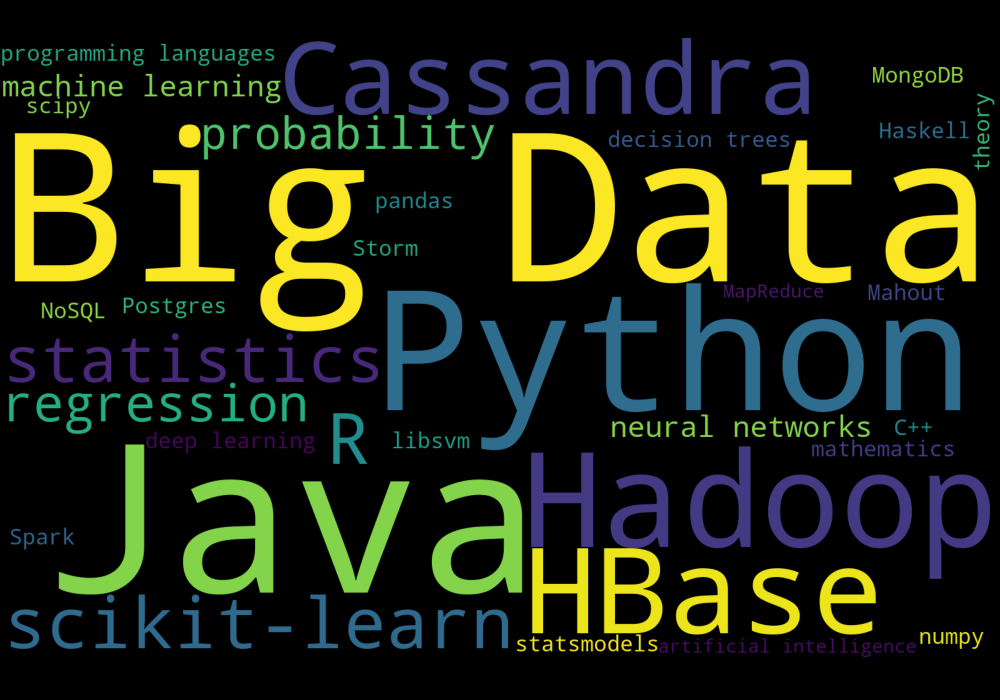 programming languages
Cassandra
machine learning
MongoDB
scipy
theory
probability
decision trees
Haskell
Big Data
pandas
Storm
MapReduce
Mahout
NoSQL
Postgres
Python
statistics
regression
R
neural networks
C++
deep learning
libsvm
mathematics
Java
Hadoop
Spark
HBase
scikit-learn
statsmodels
artificial intelligence
numpy